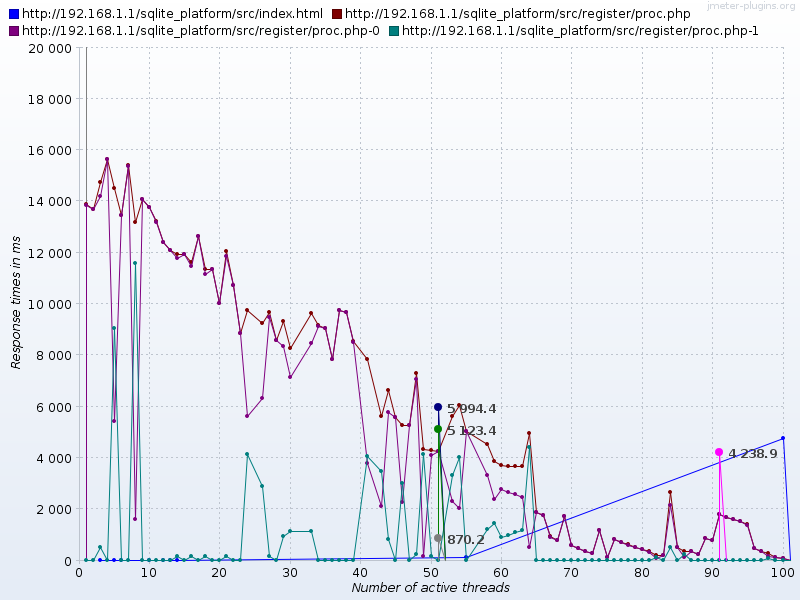 jmeter-plugins.org
http://192.168.1.1/sqlite_platform/src/index.html http://192.168.1.1/sqlite_platform/src/register/proc.php
http://192.168.1.1/sqlite_platform/src/register/proc.php-0 http://192.168.1.1/sqlite_platform/src/register/proc.php-1
20 000
18 000
16 000
14 000
12 000
10 000
8 000
6 000
4 000
2 000
0
Response times in ms
5 994.4
5 123.4
4 238.9
870.2
0 10 20 30 40 50 60 70 80 90 100
Number of active threads